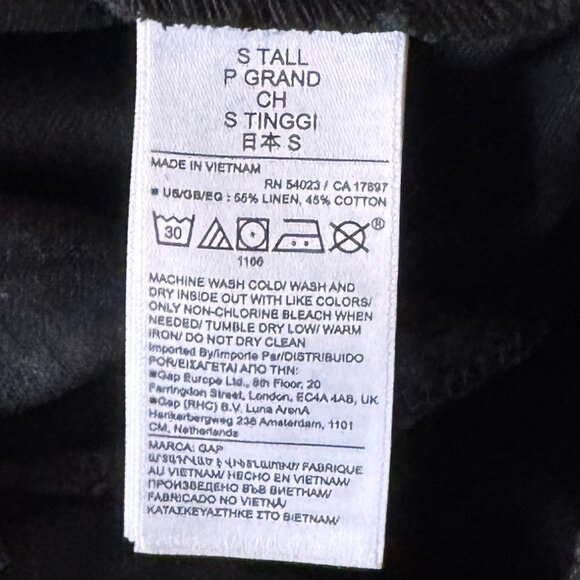 S TALL
P GRAND
CH
S TINGGI
日本 S
MADE IN VIETNAM
RN 54023 / CA 17897
US/GB/EG : 55% LINEN, 45% COTTON
30
®
1100
MACHINE WASH COLD/ WASH AND
DRY INSIDE OUT WITH LIKE COLORS/
ONLY NON-CHLORINE BLEACH WHEN
NEEDED/ TUMBLE DRY LOW/ WARM
IRON/ DO NOT DRY CLEAN
Imported By/Importe Par/DISTRIBUIDO
POR/ΕΙΣΑΓΕΤΑΙ ΑΠΟ ΤΗΝ:
Gap Europe Ltd., 8th Floor, 20
Farringdon Street, London, EC4A 4AB, UK
Gap (RHG) B.V. Luna ArenA
Herikerbergweg 238 Amsterdam, 1101
CM, Netherlands
MARCA: GAP
FABRIQUE
AU VIETNAM/ HECHO EN VIETNAM/
ПРОИЗВЕДЕНО ВЪВ ВИЕТНАМ/
FABRICADO NO VIETNÃ/
ΚΑΤΑΣΚΕΥΑΣΤΗΚΕ ΣΤΟ ΒΙΕΤΝΑΜ/